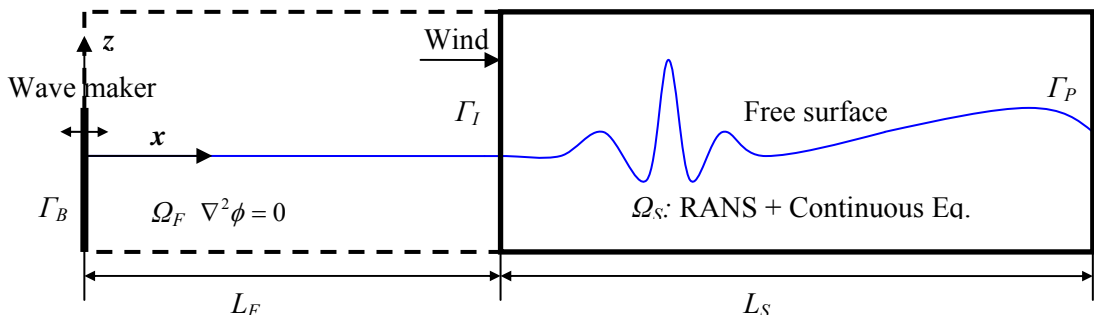 z
Wind
Wave maker
Γ_I
Γ_P
x
Free surface
Γ_B
Ω_F ∇²ϕ = 0
Ω_S: RANS + Continuous Eq.
L_F
L_S